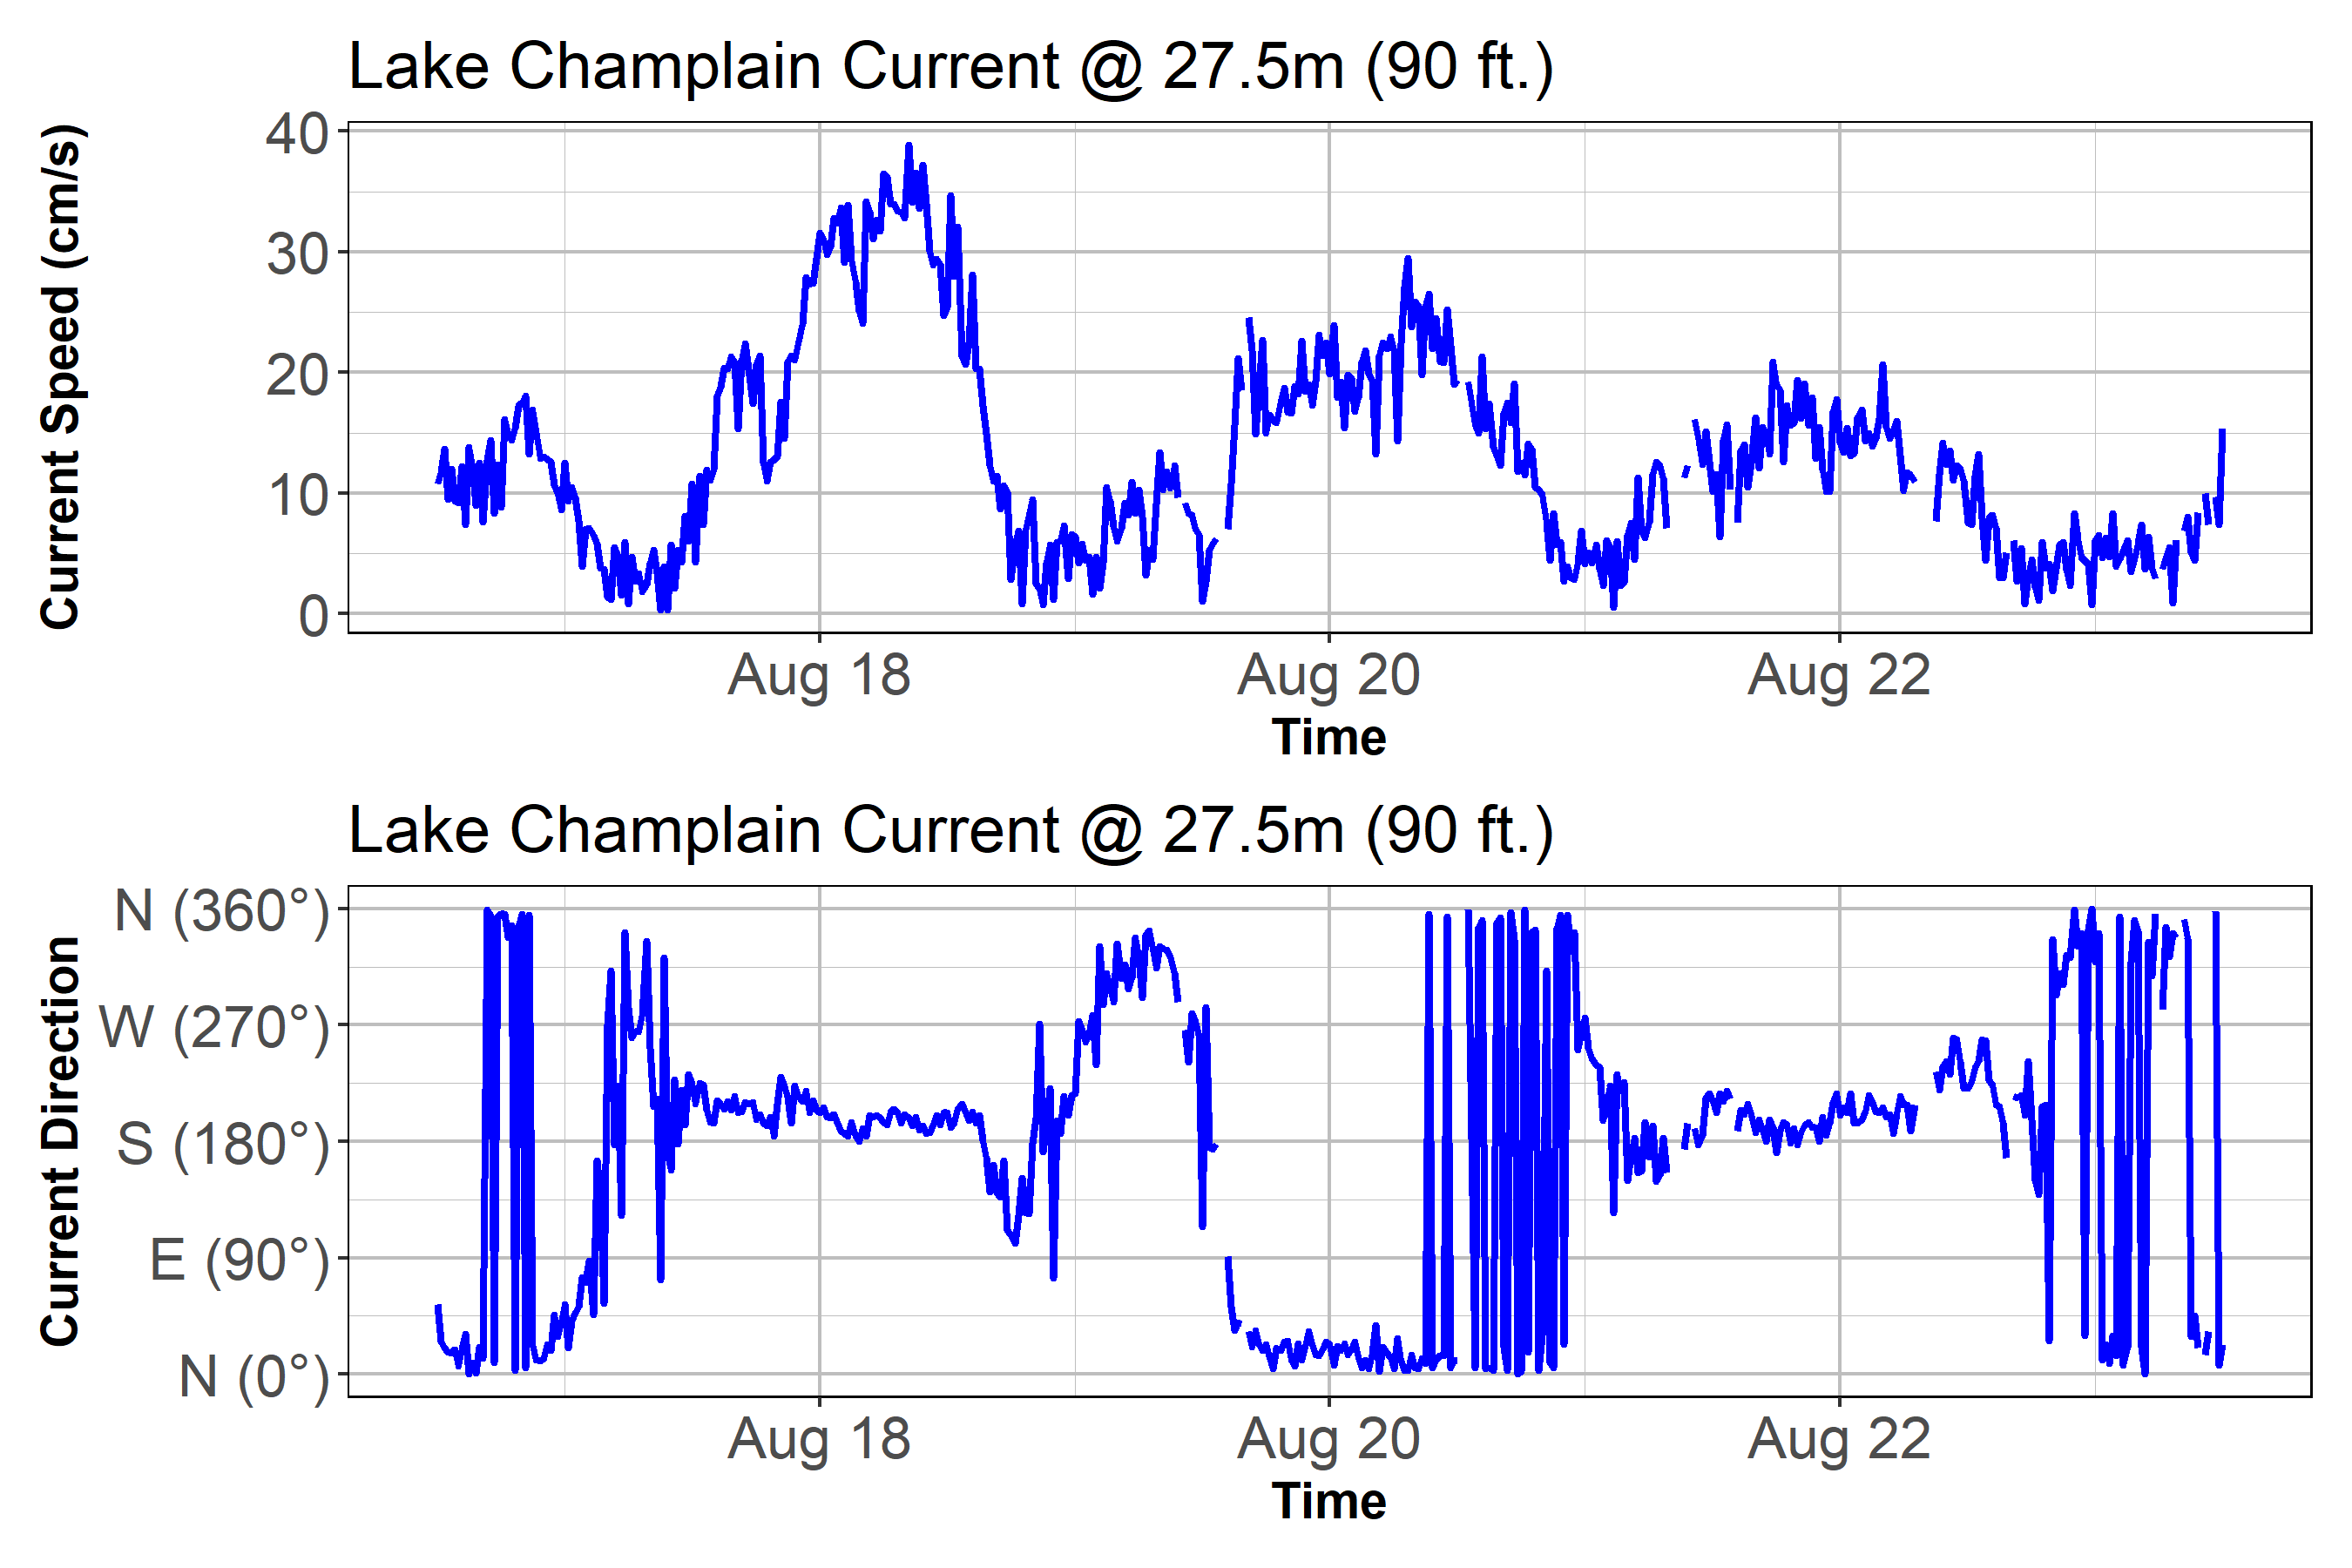 Lake Champlain Current @ 27.5m (90 ft.)
Current Speed (cm/s)
40
30
20
10
0
Aug 18 Aug 20 Aug 22
Time
Lake Champlain Current @ 27.5m (90 ft.)
Current Direction
N (360°)
W (270°)
S (180°)
E (90°)
N (0°)
Aug 18 Aug 20 Aug 22
Time